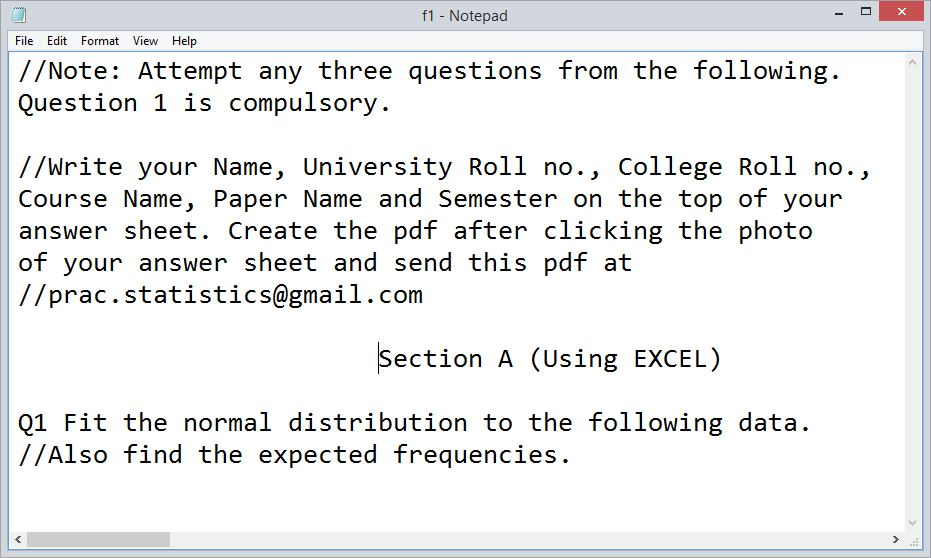 f1 - Notepad
File Edit Format View Help
//Note: Attempt any three questions from the following.
Question 1 is compulsory.
//Write your Name, University Roll no., College Roll no.,
Course Name, Paper Name and Semester on the top of your
answer sheet. Create the pdf after clicking the photo
of your answer sheet and send this pdf at
//prac.statistics@gmail.com
Section A (Using EXCEL)
Q1 Fit the normal distribution to the following data.
//Also find the expected frequencies.